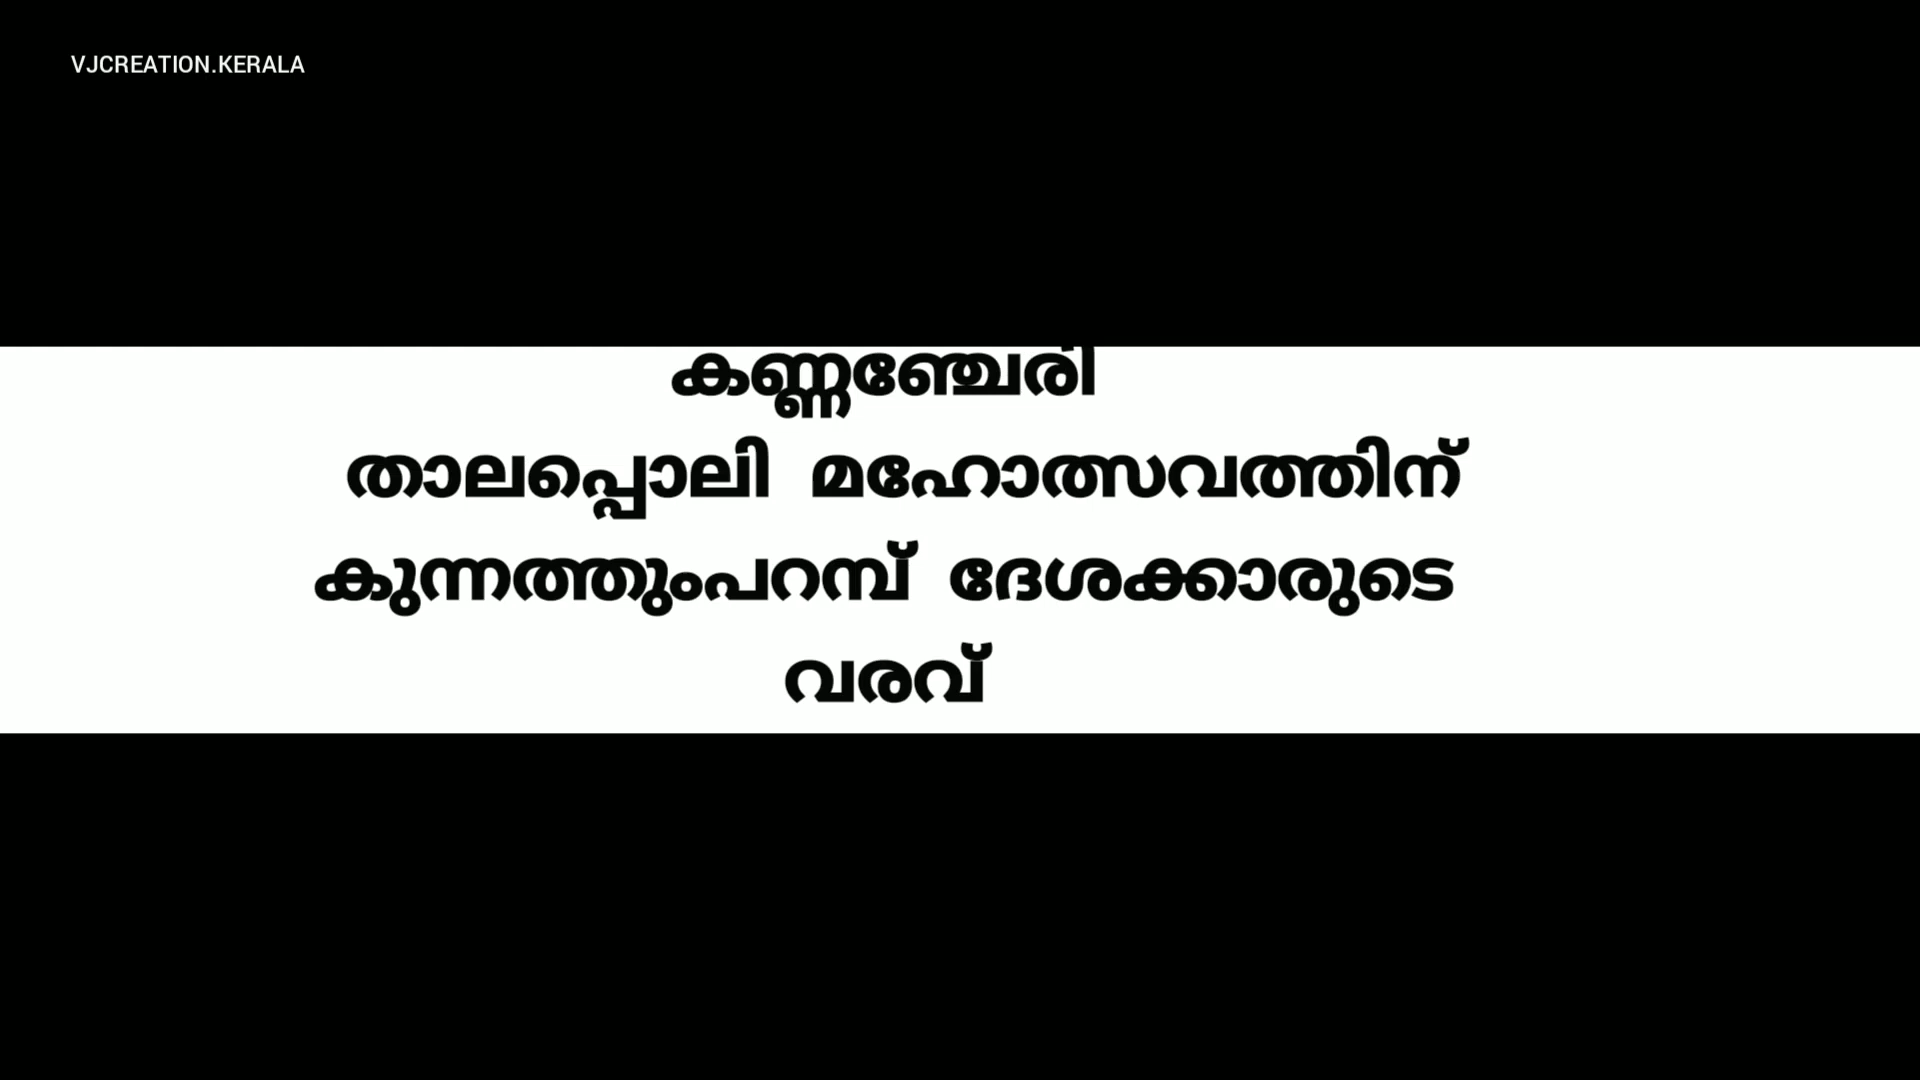 VJCREATION.KERALA
കണ്ണഞ്ചേരി
താലപ്പൊലി മഹോത്സവത്തിന്
കുന്നത്തുംപറമ്പ് ദേശക്കാരുടെ
വരവ്